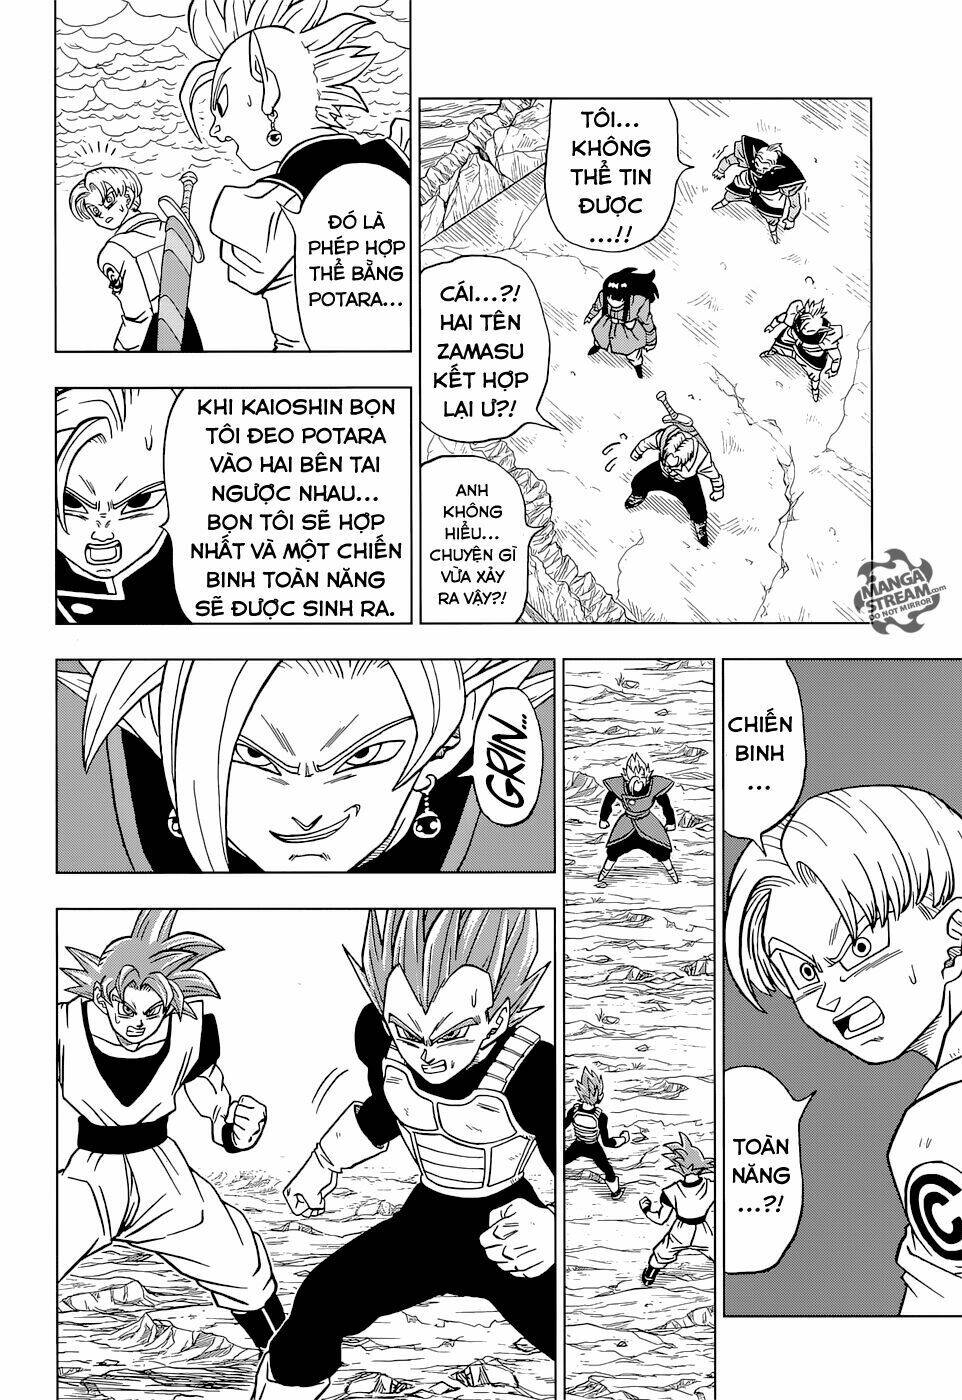 TÔI...
KHÔNG
THỂ TIN
ĐƯỢC
...!!
CÁI...?!
HAI TÊN
ZAMASU
KẾT HỢP
LẠI Ư?!
ANH
KHÔNG
HIỂU...
CHUYỆN GÌ
VỪA XẢY
RA VẬY?!
MANGA
STREAM.com
DO NOT MIRROR
ĐÓ LÀ
PHÉP HỢP
THỂ BẰNG
POTARA...
KHI KAIOSHIN BỌN
TÔI ĐEO POTARA
VÀO HAI BÊN TAI
NGƯỢC NHAU...
BỌN TÔI SẼ HỢP
NHẤT VÀ MỘT CHIẾN
BINH TOÀN NĂNG
SẼ ĐƯỢC SINH RA.
CHIẾN
BINH
...
TOÀN
NĂNG
...?!
C
GRIN...